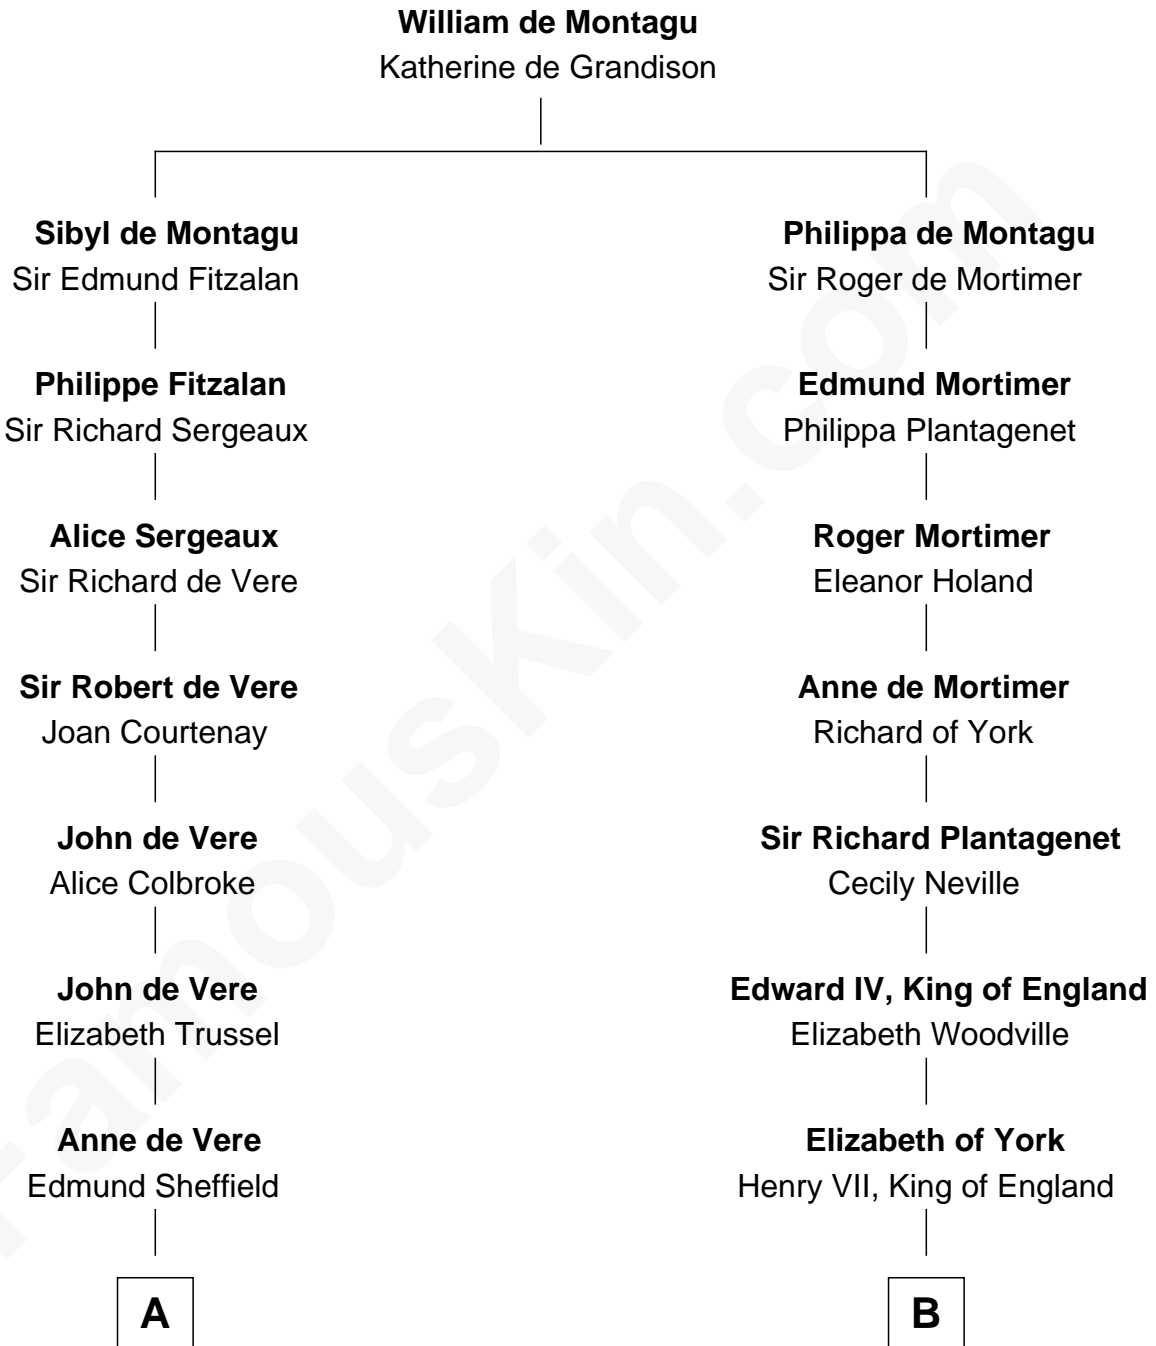 William de Montagu
Katherine de Grandison
Sibyl de Montagu
Sir Edmund Fitzalan
Philippa de Montagu
Sir Roger de Mortimer
Philippe Fitzalan
Sir Richard Sergeaux
Edmund Mortimer
Philippa Plantagenet
Alice Sergeaux
Sir Richard de Vere
Roger Mortimer
Eleanor Holand
Sir Robert de Vere
Joan Courtenay
Anne de Mortimer
Richard of York
John de Vere
Alice Colbroke
Sir Richard Plantagenet
Cecily Neville
John de Vere
Elizabeth Trussel
Edward IV, King of England
Elizabeth Woodville
Anne de Vere
Edmund Sheffield
Elizabeth of York
Henry VII, King of England
A
B
FamousKin.com